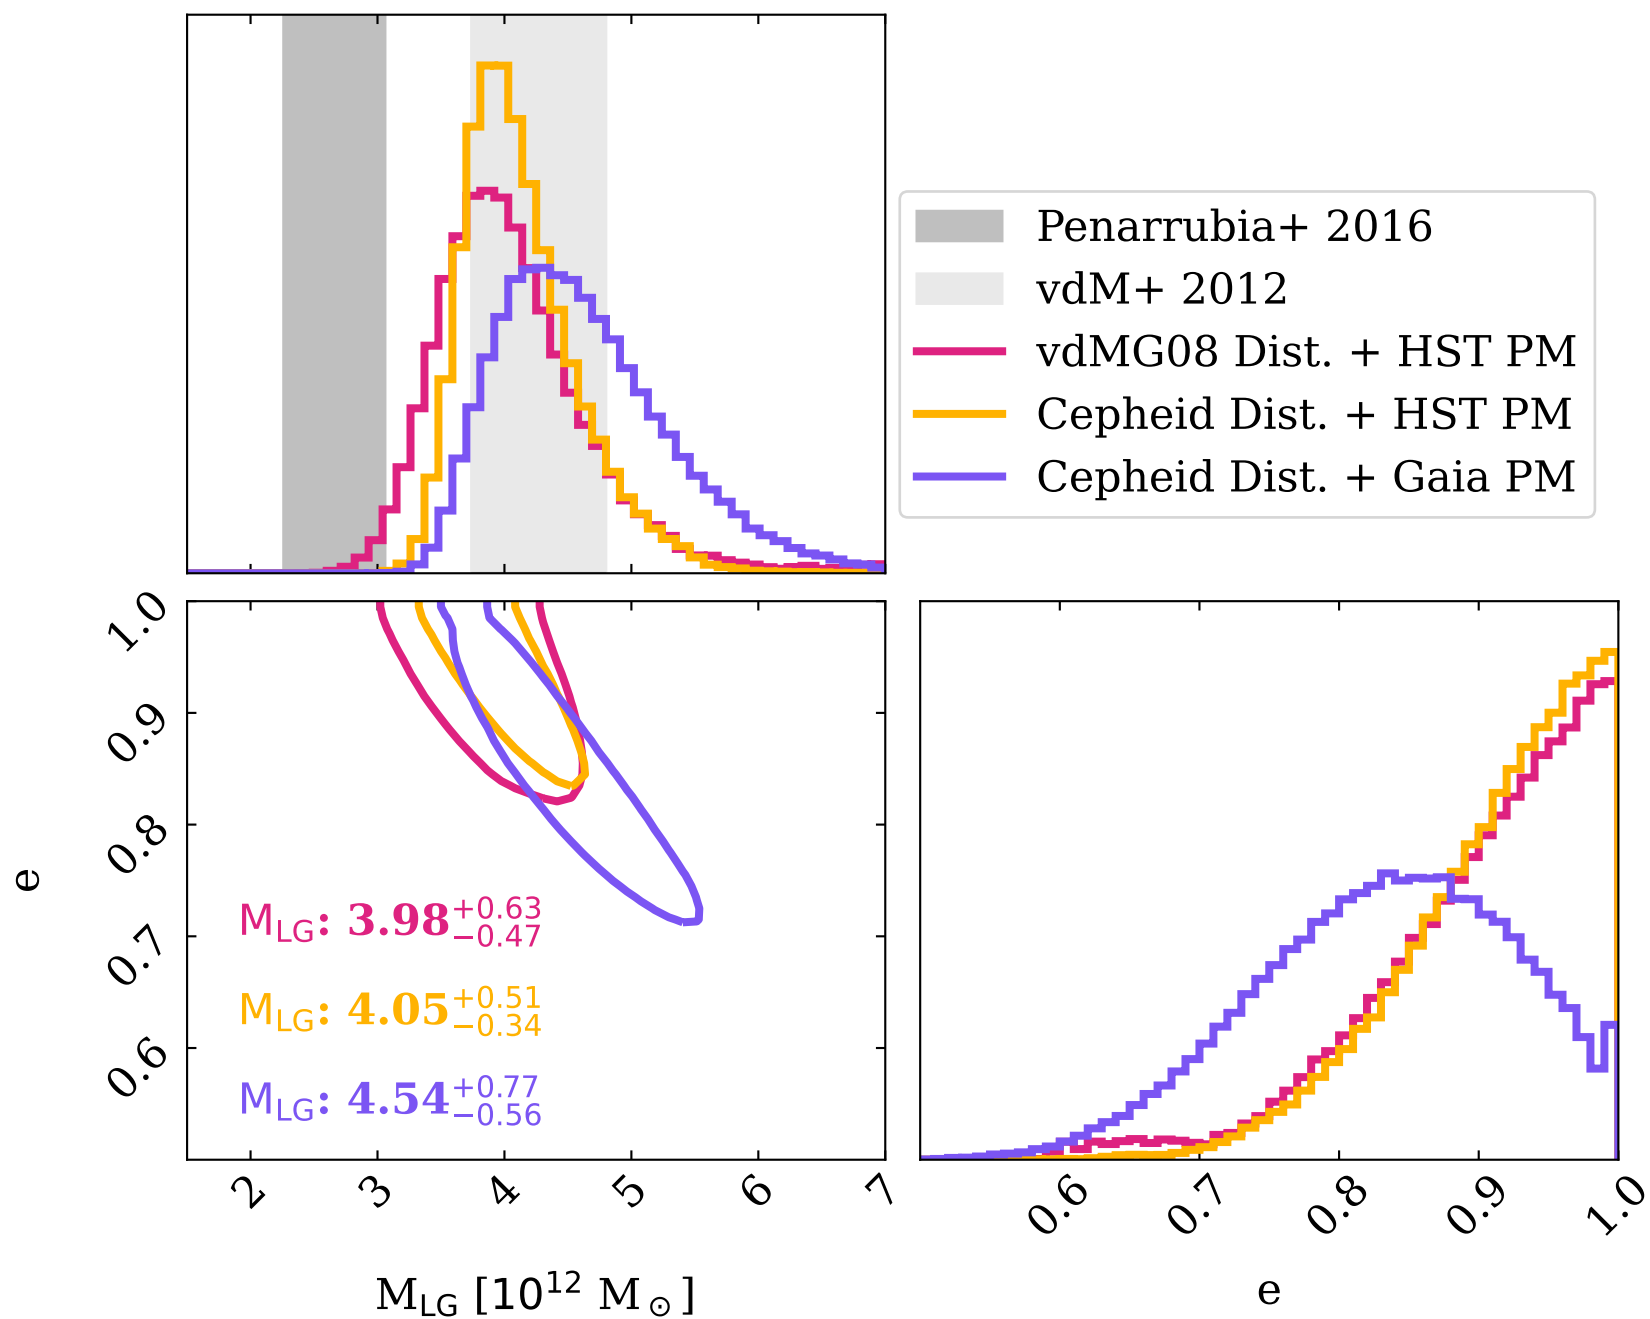 Penarrubia+ 2016
vdM+ 2012
vdMG08 Dist. + HST PM
Cepheid Dist. + HST PM
Cepheid Dist. + Gaia PM
1.0
0.9
0.8
0.7
0.6
e
M_LG: 3.98^{+0.63}_{−0.47}
M_LG: 4.05^{+0.51}_{−0.34}
M_LG: 4.54^{+0.77}_{−0.56}
2 3 4 5 6 7
M_LG [10^12 M_⊙]
0.6 0.7 0.8 0.9 1.0
e